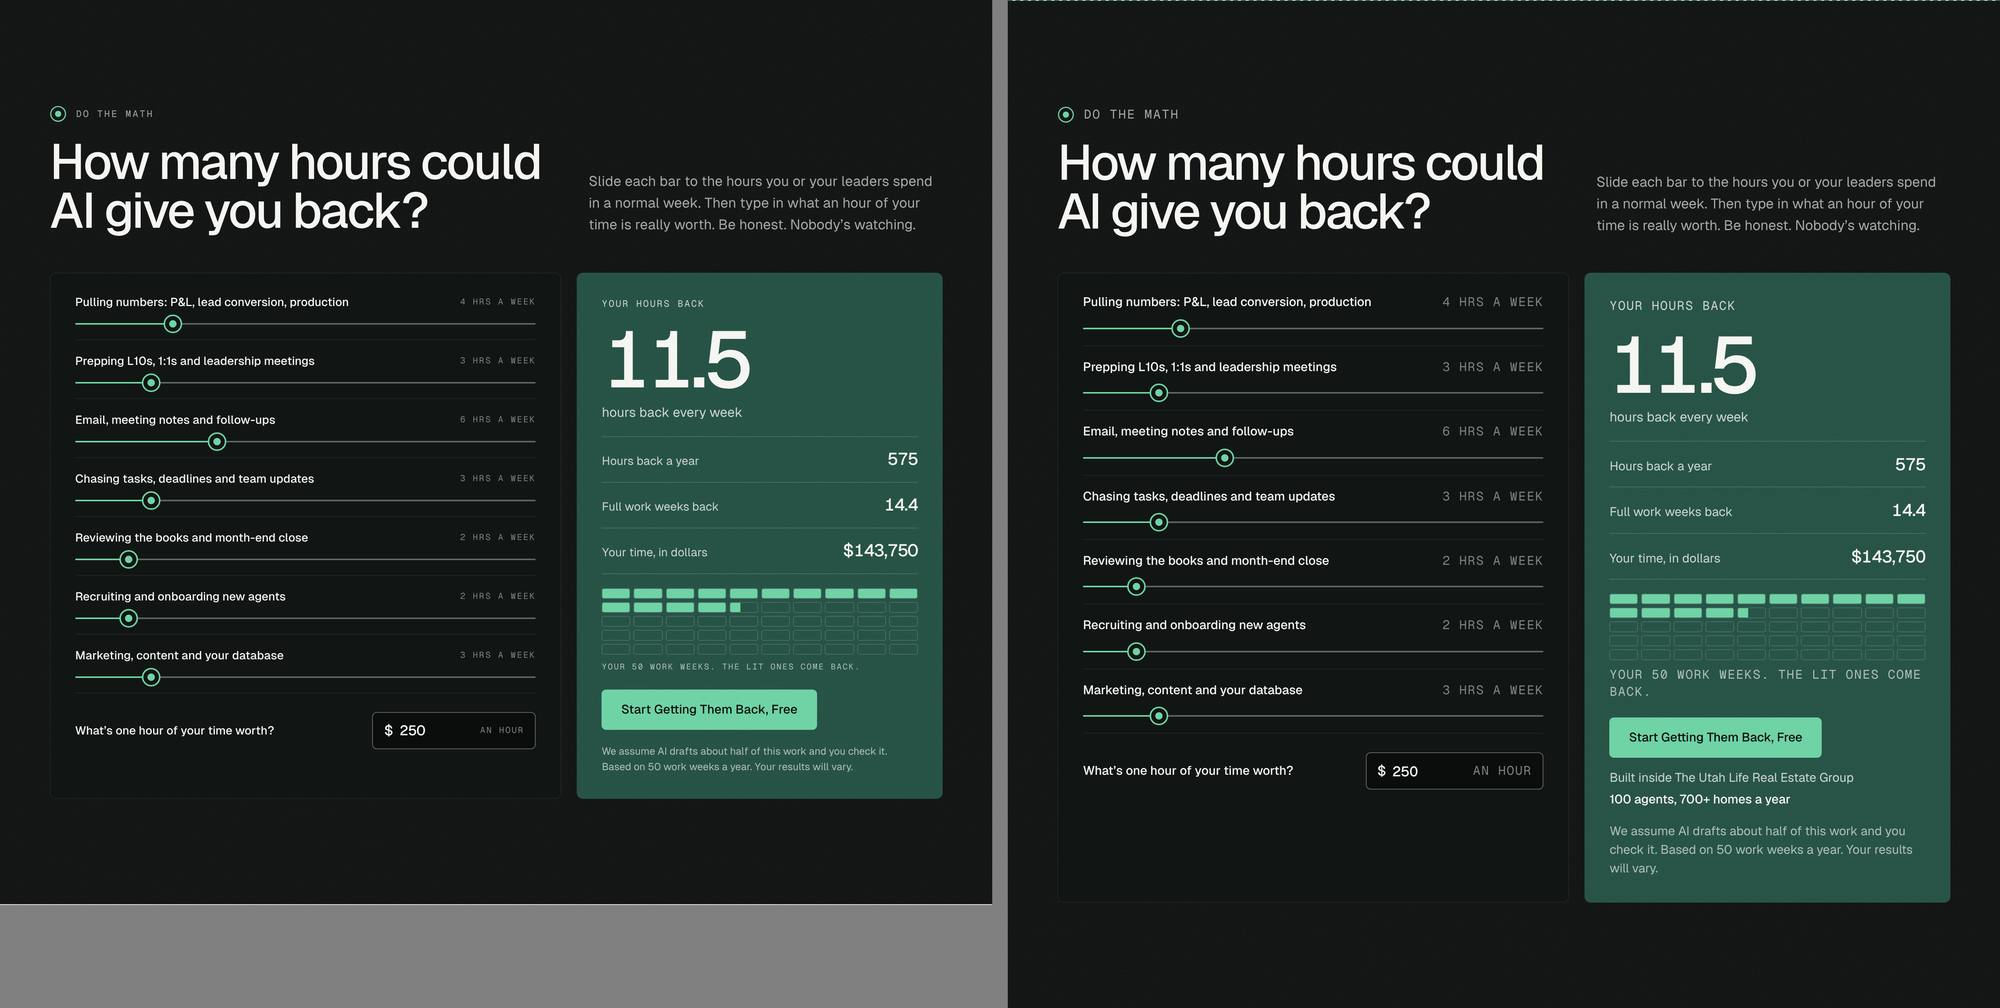 DO THE MATH
How many hours could
AI give you back?
Slide each bar to the hours you or your leaders spend
in a normal week. Then type in what an hour of your
time is really worth. Be honest. Nobody's watching.
Pulling numbers: P&L, lead conversion, production
4 HRS A WEEK
Prepping L10s, 1:1s and leadership meetings
3 HRS A WEEK
Email, meeting notes and follow-ups
6 HRS A WEEK
Chasing tasks, deadlines and team updates
3 HRS A WEEK
Reviewing the books and month-end close
2 HRS A WEEK
Recruiting and onboarding new agents
2 HRS A WEEK
Marketing, content and your database
3 HRS A WEEK
What's one hour of your time worth?
$ 250
AN HOUR
YOUR HOURS BACK
11.5
hours back every week
Hours back a year
575
Full work weeks back
14.4
Your time, in dollars
$143,750
YOUR 50 WORK WEEKS. THE LIT ONES COME BACK.
Start Getting Them Back, Free
We assume AI drafts about half of this work and you check it.
Based on 50 work weeks a year. Your results will vary.
DO THE MATH
How many hours could
AI give you back?
Slide each bar to the hours you or your leaders spend
in a normal week. Then type in what an hour of your
time is really worth. Be honest. Nobody's watching.
Pulling numbers: P&L, lead conversion, production
4 HRS A WEEK
Prepping L10s, 1:1s and leadership meetings
3 HRS A WEEK
Email, meeting notes and follow-ups
6 HRS A WEEK
Chasing tasks, deadlines and team updates
3 HRS A WEEK
Reviewing the books and month-end close
2 HRS A WEEK
Recruiting and onboarding new agents
2 HRS A WEEK
Marketing, content and your database
3 HRS A WEEK
What's one hour of your time worth?
$ 250
AN HOUR
YOUR HOURS BACK
11.5
hours back every week
Hours back a year
575
Full work weeks back
14.4
Your time, in dollars
$143,750
YOUR 50 WORK WEEKS. THE LIT ONES COME
BACK.
Start Getting Them Back, Free
Built inside The Utah Life Real Estate Group
100 agents, 700+ homes a year
We assume AI drafts about half of this work and you
check it. Based on 50 work weeks a year. Your results
will vary.